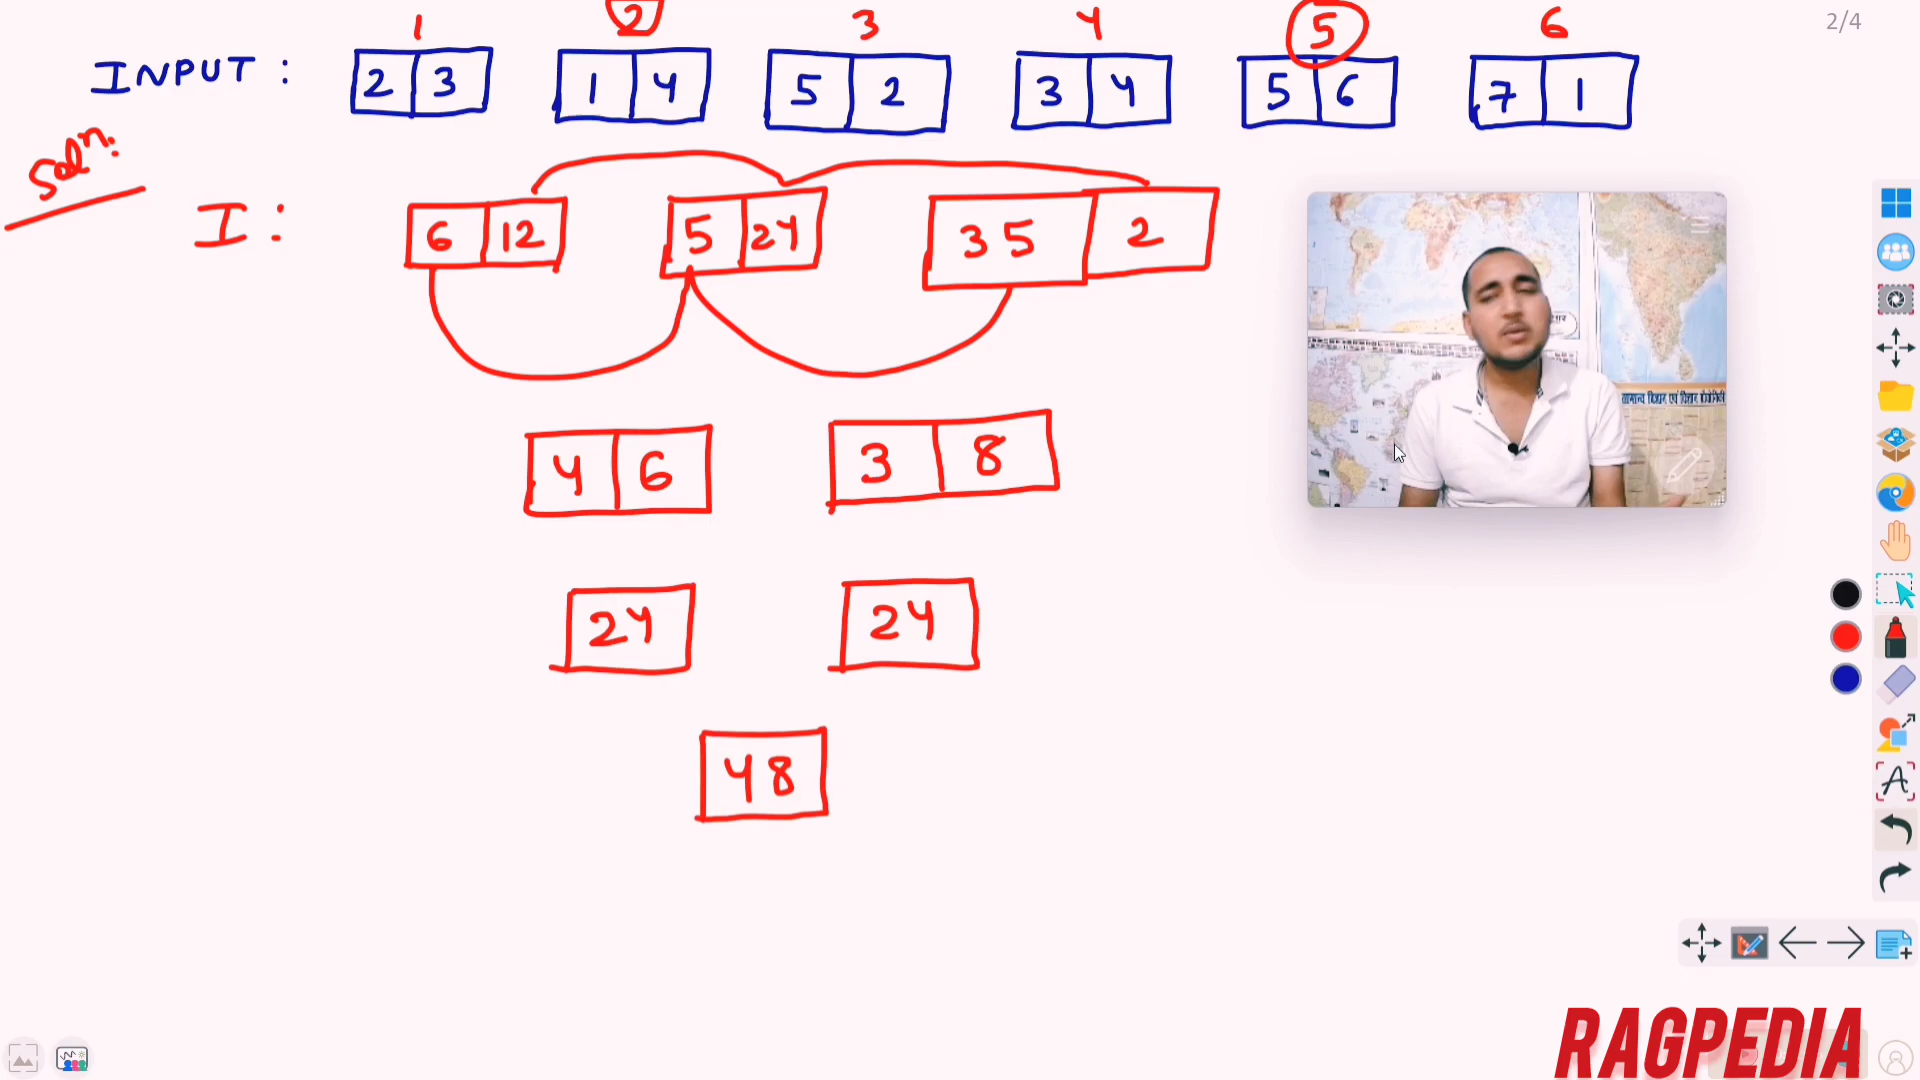 2/4
1 2 3 4 5 6
INPUT : 2 3 1 4 5 2 3 4 5 6 7 1
Solⁿ.
I : 6 12 5 24 35 2
4 6 3 8
24 24
48
सामान्य विज्ञान एवं विज्ञान प्रौद्योगिकी
A
RAGPEDIA